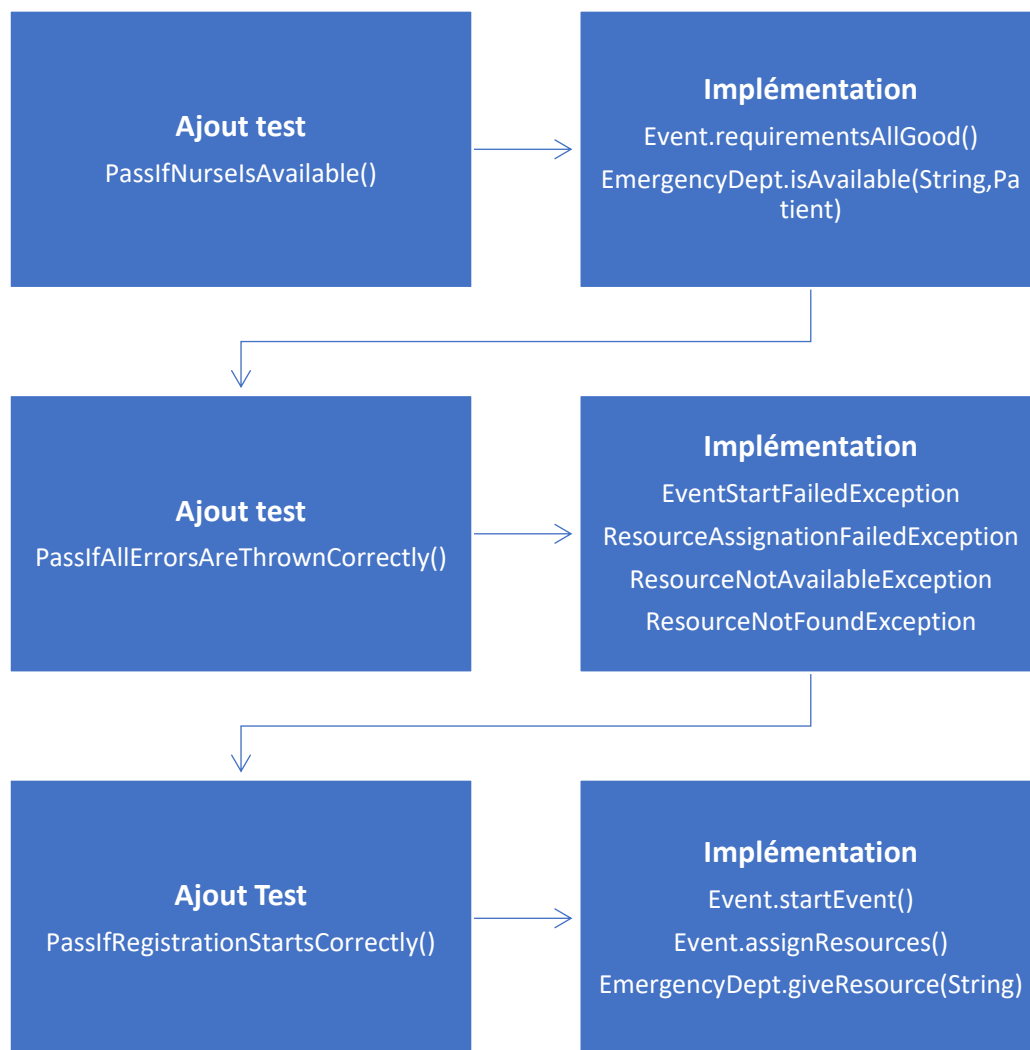 Ajout test
PassIfNurseIsAvailable()
Implémentation
Event.requirementsAllGood()
EmergencyDept.isAvailable(String,Pa
tient)
Ajout test
PassIfAllErrorsAreThrownCorrectly()
Implémentation
EventStartFailedException
ResourceAssignationFailedException
ResourceNotAvailableException
ResourceNotFoundException
Ajout Test
PassIfRegistrationStartsCorrectly()
Implémentation
Event.startEvent()
Event.assignResources()
EmergencyDept.giveResource(String)